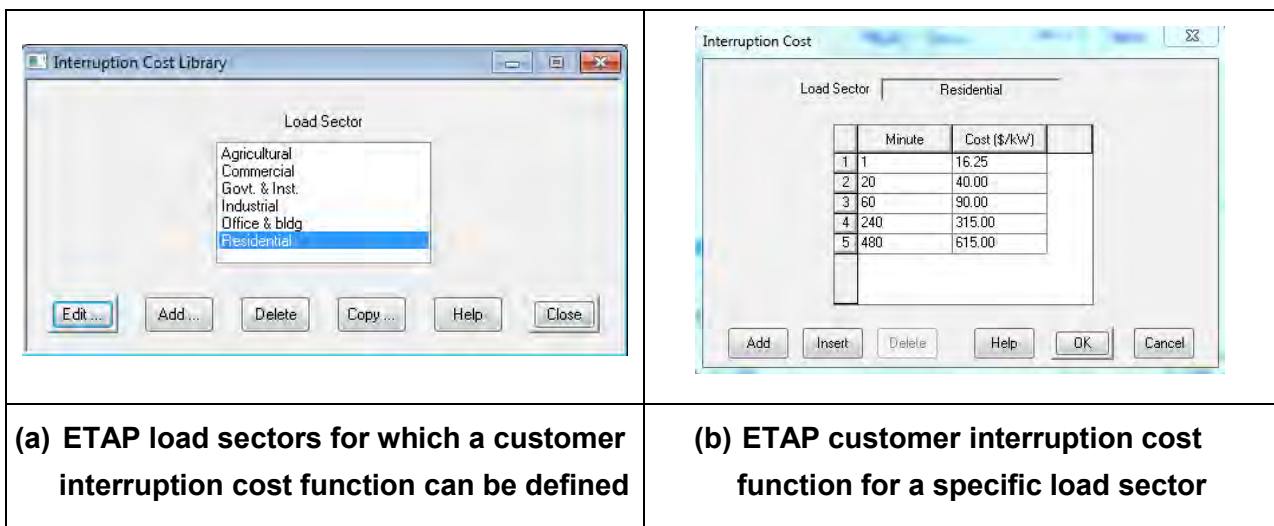 Interruption Cost Library
Load Sector
Agricultural
Commercial
Govt. & Inst.
Industrial
Office & bldg
Residential
Edit ...
Add ...
Delete
Copy ...
Help
Close
(a) ETAP load sectors for which a customer
interruption cost function can be defined
Interruption Cost
Load Sector Residential
Minute Cost ($/kW)
1 1 16.25
2 20 40.00
3 60 90.00
4 240 315.00
5 480 615.00
Add
Insert
Delete
Help
OK
Cancel
(b) ETAP customer interruption cost
function for a specific load sector